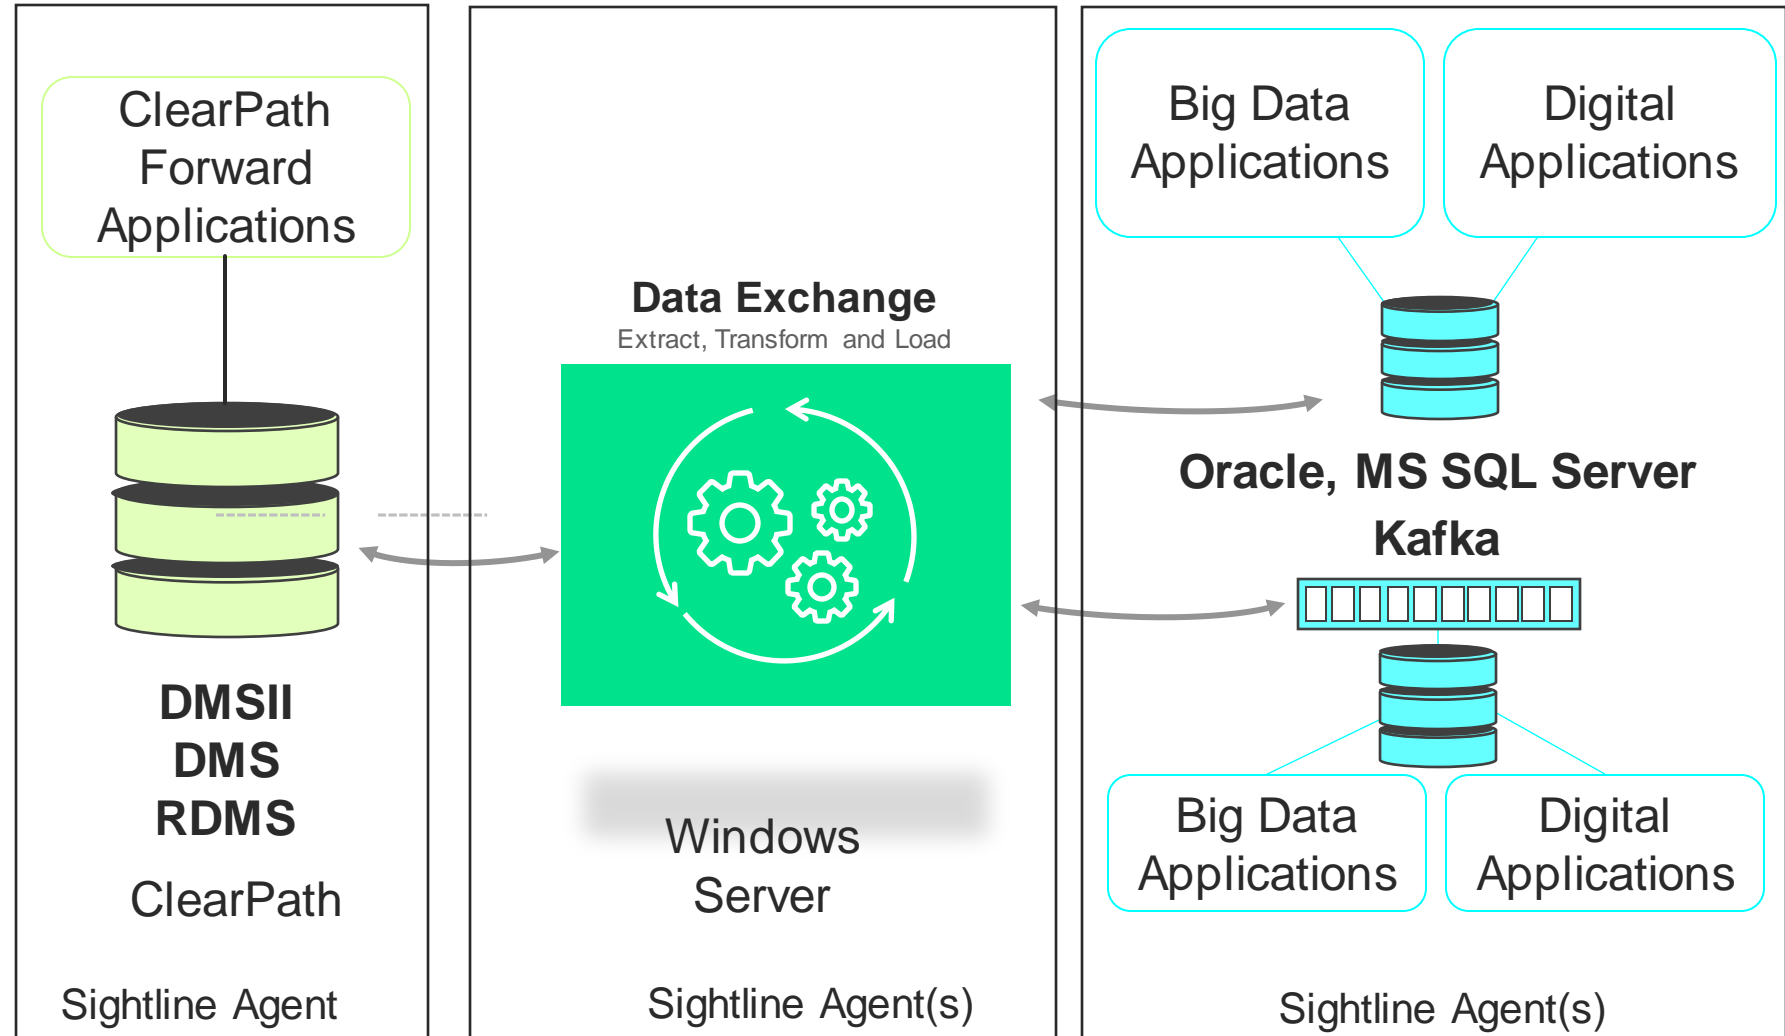 ClearPath
Forward
Applications
DMSII
DMS
RDMS
ClearPath
Sightline Agent
Data Exchange
Extract, Transform and Load
Windows
Server
Sightline Agent(s)
Big Data
Applications
Digital
Applications
Oracle, MS SQL Server
Kafka
Big Data
Applications
Digital
Applications
Sightline Agent(s)